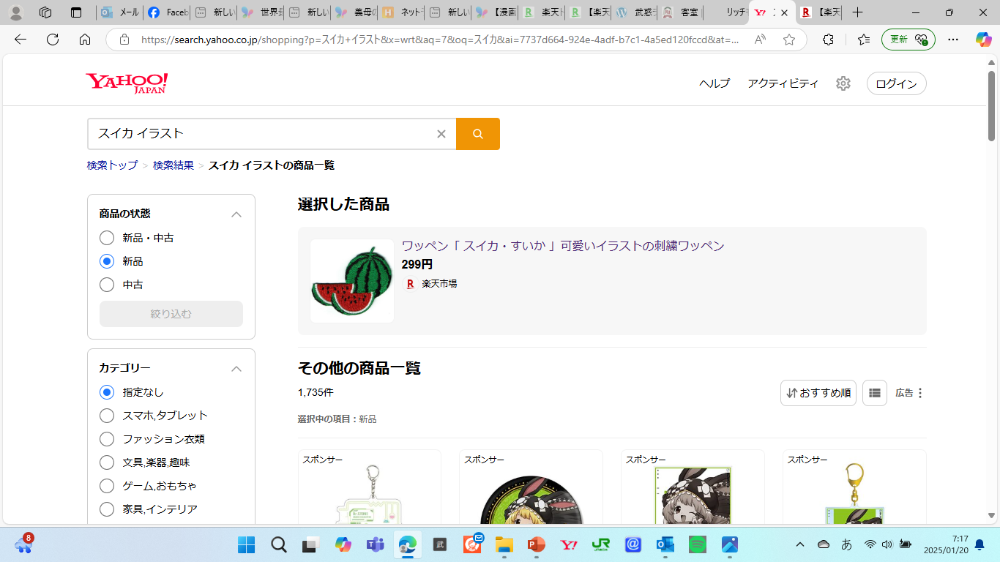 メール
Faceb
新しい
世界最
新しい
義母の
ネット
新しい
【漫画
楽天ト
【楽天
武惑ラ
客室
リッチラ
【楽天
https://search.yahoo.co.jp/shopping?p=スイカ+イラスト&x=wrt&aq=7&oq=スイカ&ai=7737d664-924e-4adf-b7c1-4a5ed120fccd&at=...
更新
YAHOO! JAPAN
ヘルプ
アクティビティ
ログイン
スイカ イラスト
検索トップ > 検索結果 > スイカ イラストの商品一覧
商品の状態
新品・中古
新品
中古
絞り込む
カテゴリー
指定なし
スマホ,タブレット
ファッション衣類
文具,楽器,趣味
ゲーム,おもちゃ
家具,インテリア
選択した商品
ワッペン「 スイカ・すいか 」可愛いイラストの刺繍ワッペン
299円
R 楽天市場
その他の商品一覧
1,735件
おすすめ順
広告
選択中の項目：新品
スポンサー
スポンサー
スポンサー
スポンサー
8
武
Y!
JR
あ
7:17
2025/01/20